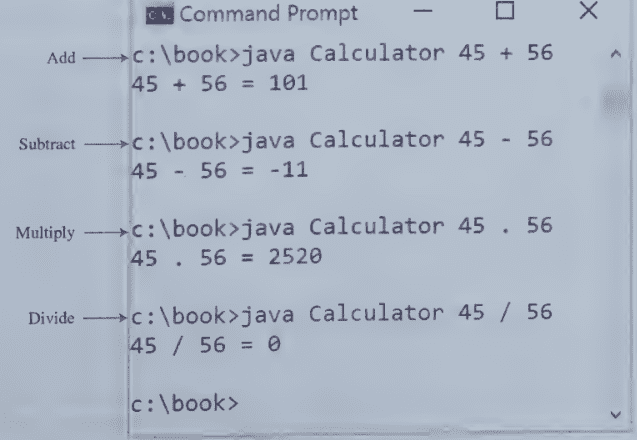 Command Prompt
Add c:\book>java Calculator 45 + 56
45 + 56 = 101
Subtract c:\book>java Calculator 45 - 56
45 - 56 = -11
Multiply c:\book>java Calculator 45 . 56
45 . 56 = 2520
Divide c:\book>java Calculator 45 / 56
45 / 56 = 0
c:\book>